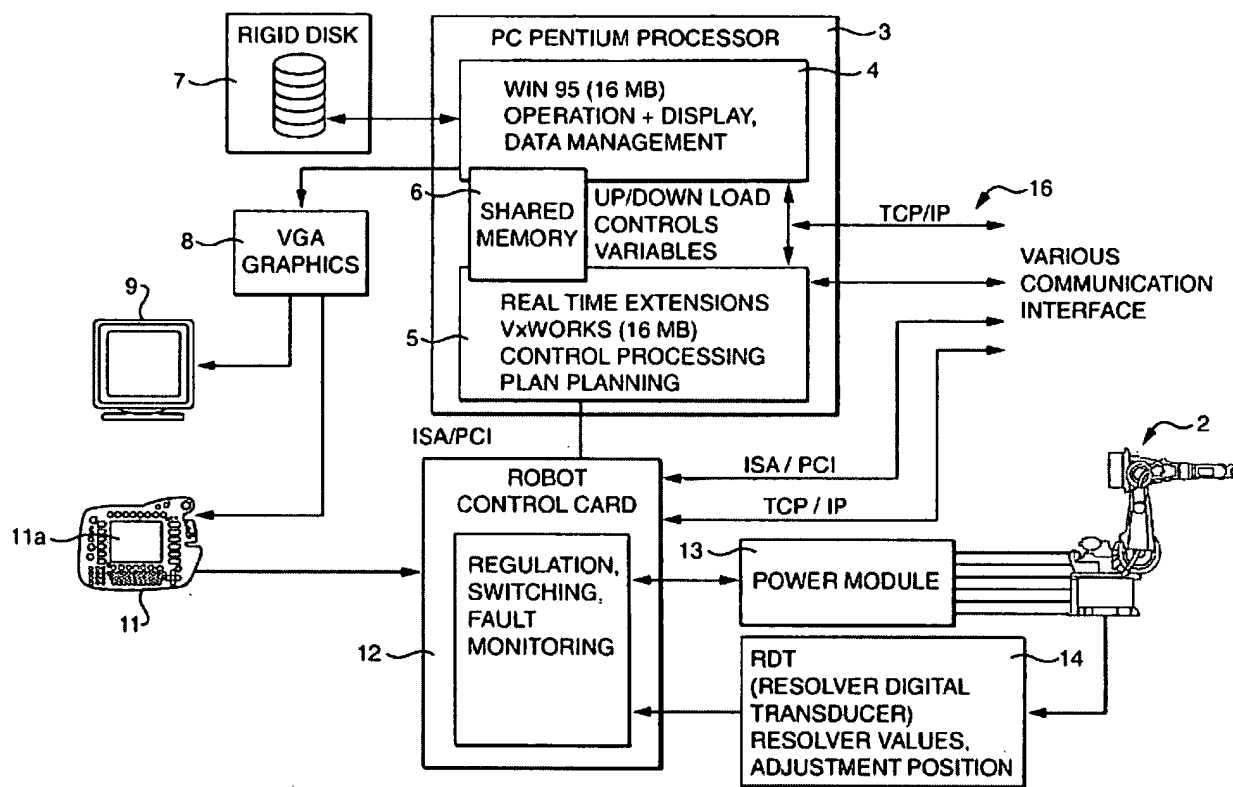 RIGID DISK
7
PC PENTIUM PROCESSOR
3
4
WIN 95 (16 MB)
OPERATION + DISPLAY,
DATA MANAGEMENT
6
SHARED
MEMORY
UP/DOWN LOAD
CONTROLS
VARIABLES
16
TCP/IP
8
VGA
GRAPHICS
VARIOUS
COMMUNICATION
INTERFACE
9
5
REAL TIME EXTENSIONS
VxWORKS (16 MB)
CONTROL PROCESSING
PLAN PLANNING
ISA/PCI
2
ROBOT
CONTROL CARD
ISA / PCI
TCP / IP
11a
11
13
POWER MODULE
12
REGULATION,
SWITCHING,
FAULT
MONITORING
14
RDT
(RESOLVER DIGITAL
TRANSDUCER)
RESOLVER VALUES,
ADJUSTMENT POSITION